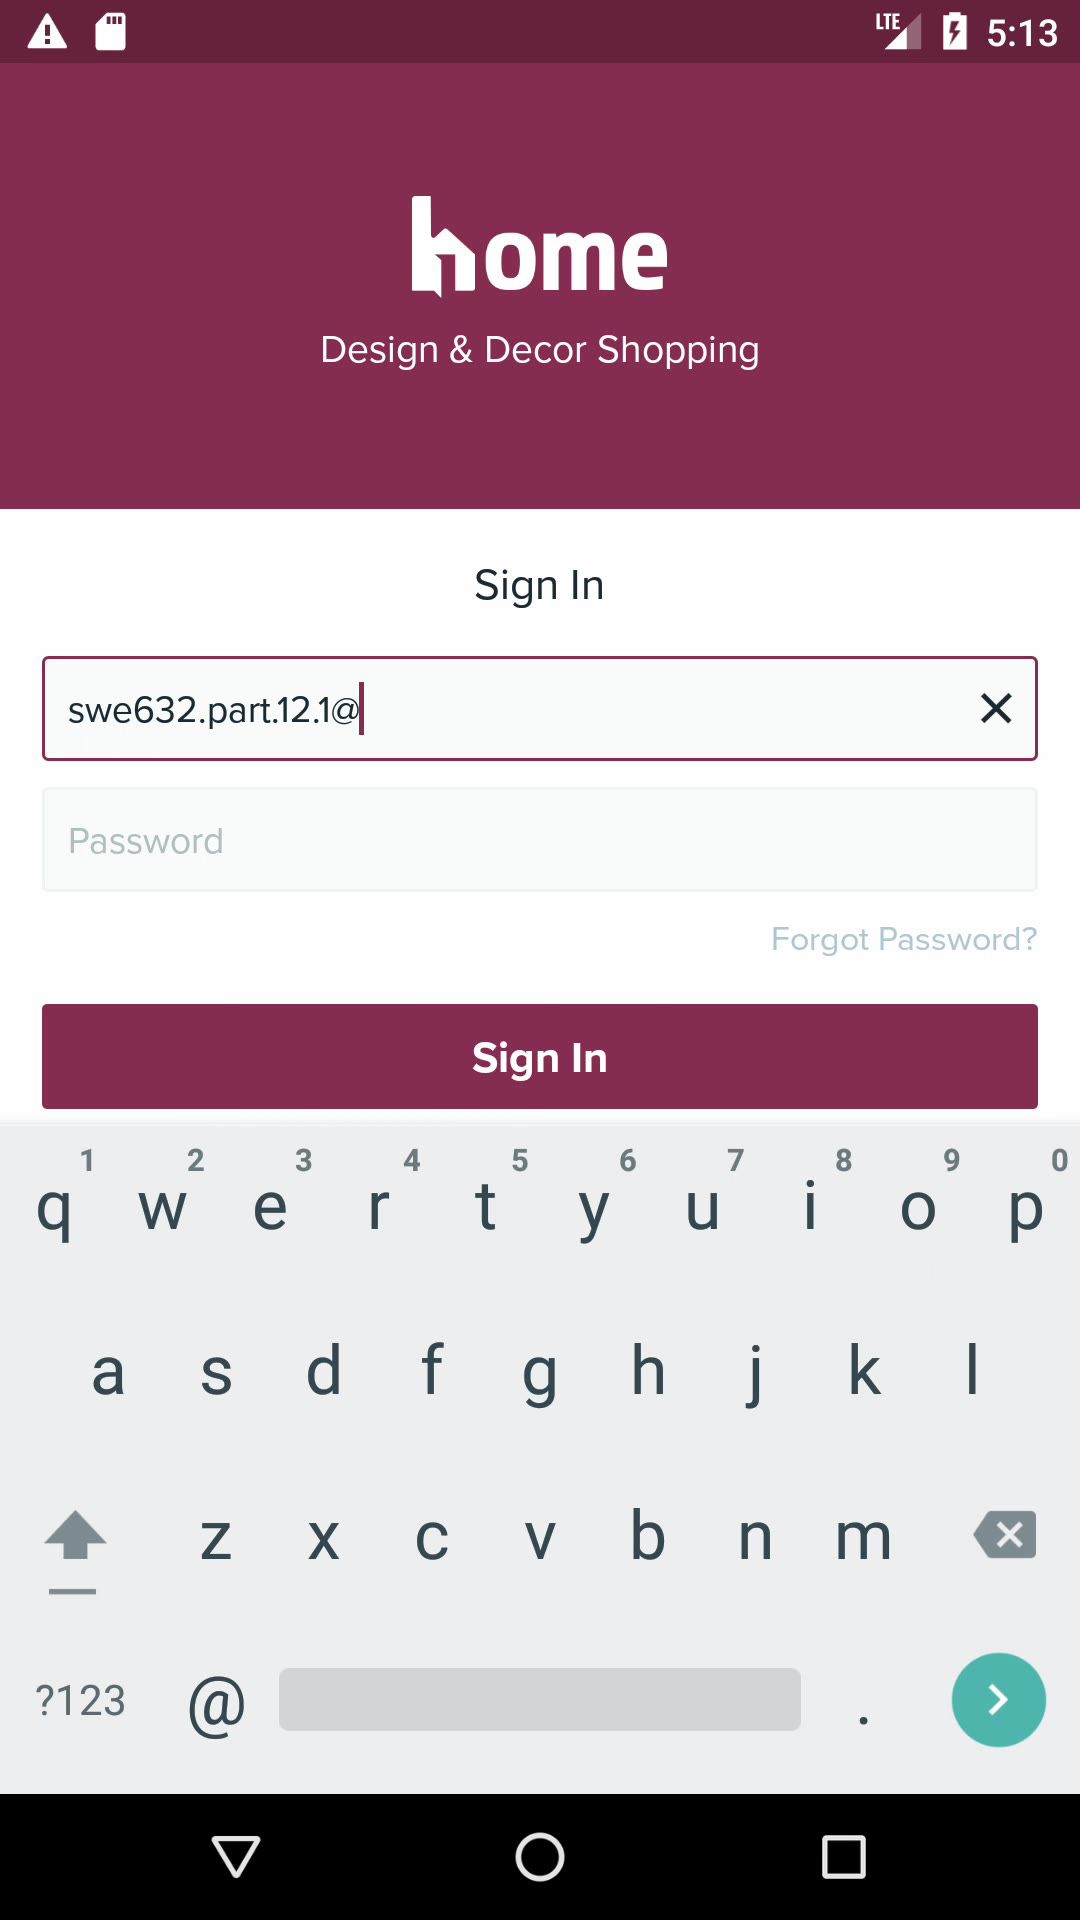 LTE 5:13
home
Design & Decor Shopping
Sign In
swe632.part.12.1@
Password
Forgot Password?
Sign In
1 2 3 4 5 6 7 8 9 0
q w e r t y u i o p
a s d f g h j k l
z x c v b n m
?123 @ .